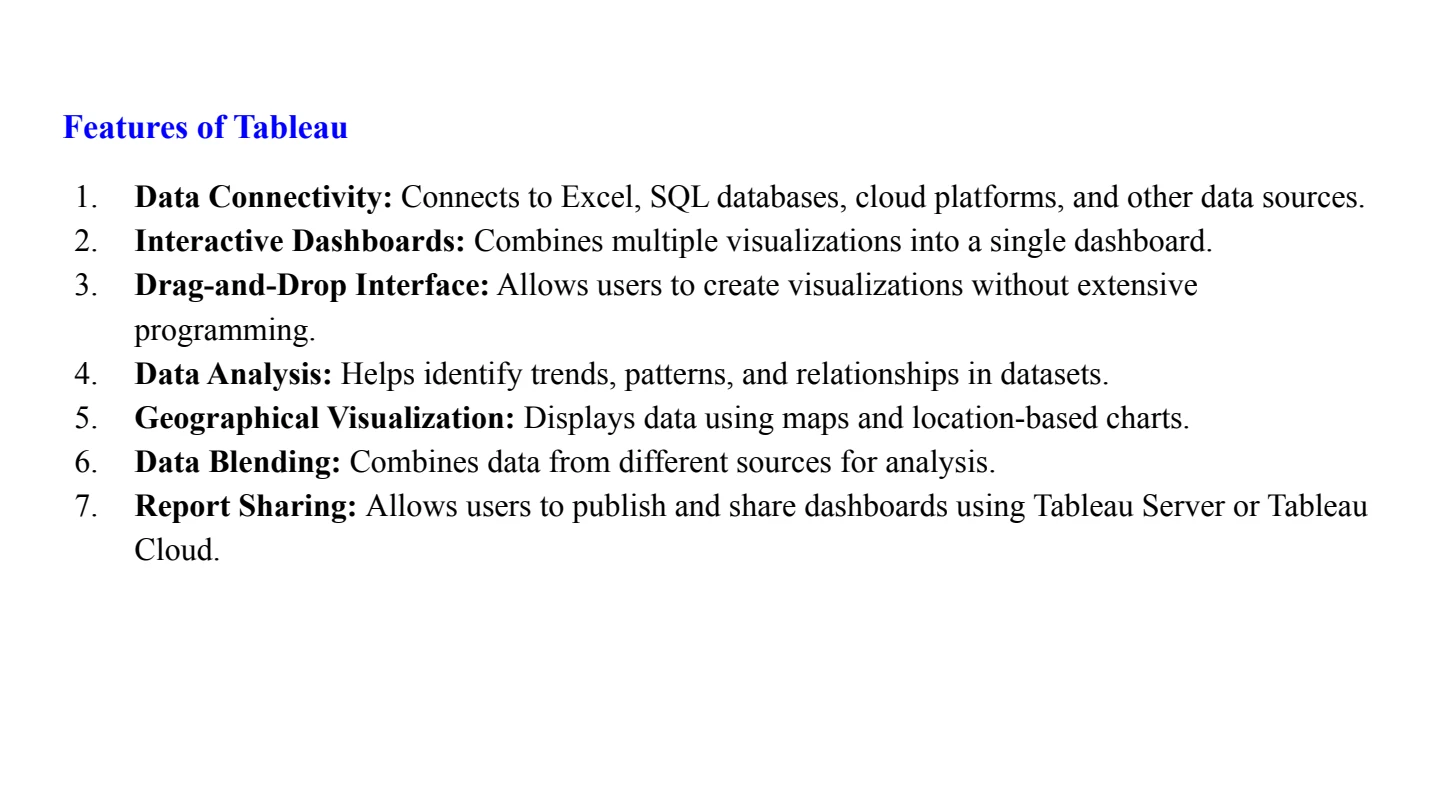 Features of Tableau
1. Data Connectivity: Connects to Excel, SQL databases, cloud platforms, and other data sources.
2. Interactive Dashboards: Combines multiple visualizations into a single dashboard.
3. Drag-and-Drop Interface: Allows users to create visualizations without extensive
programming.
4. Data Analysis: Helps identify trends, patterns, and relationships in datasets.
5. Geographical Visualization: Displays data using maps and location-based charts.
6. Data Blending: Combines data from different sources for analysis.
7. Report Sharing: Allows users to publish and share dashboards using Tableau Server or Tableau
Cloud.